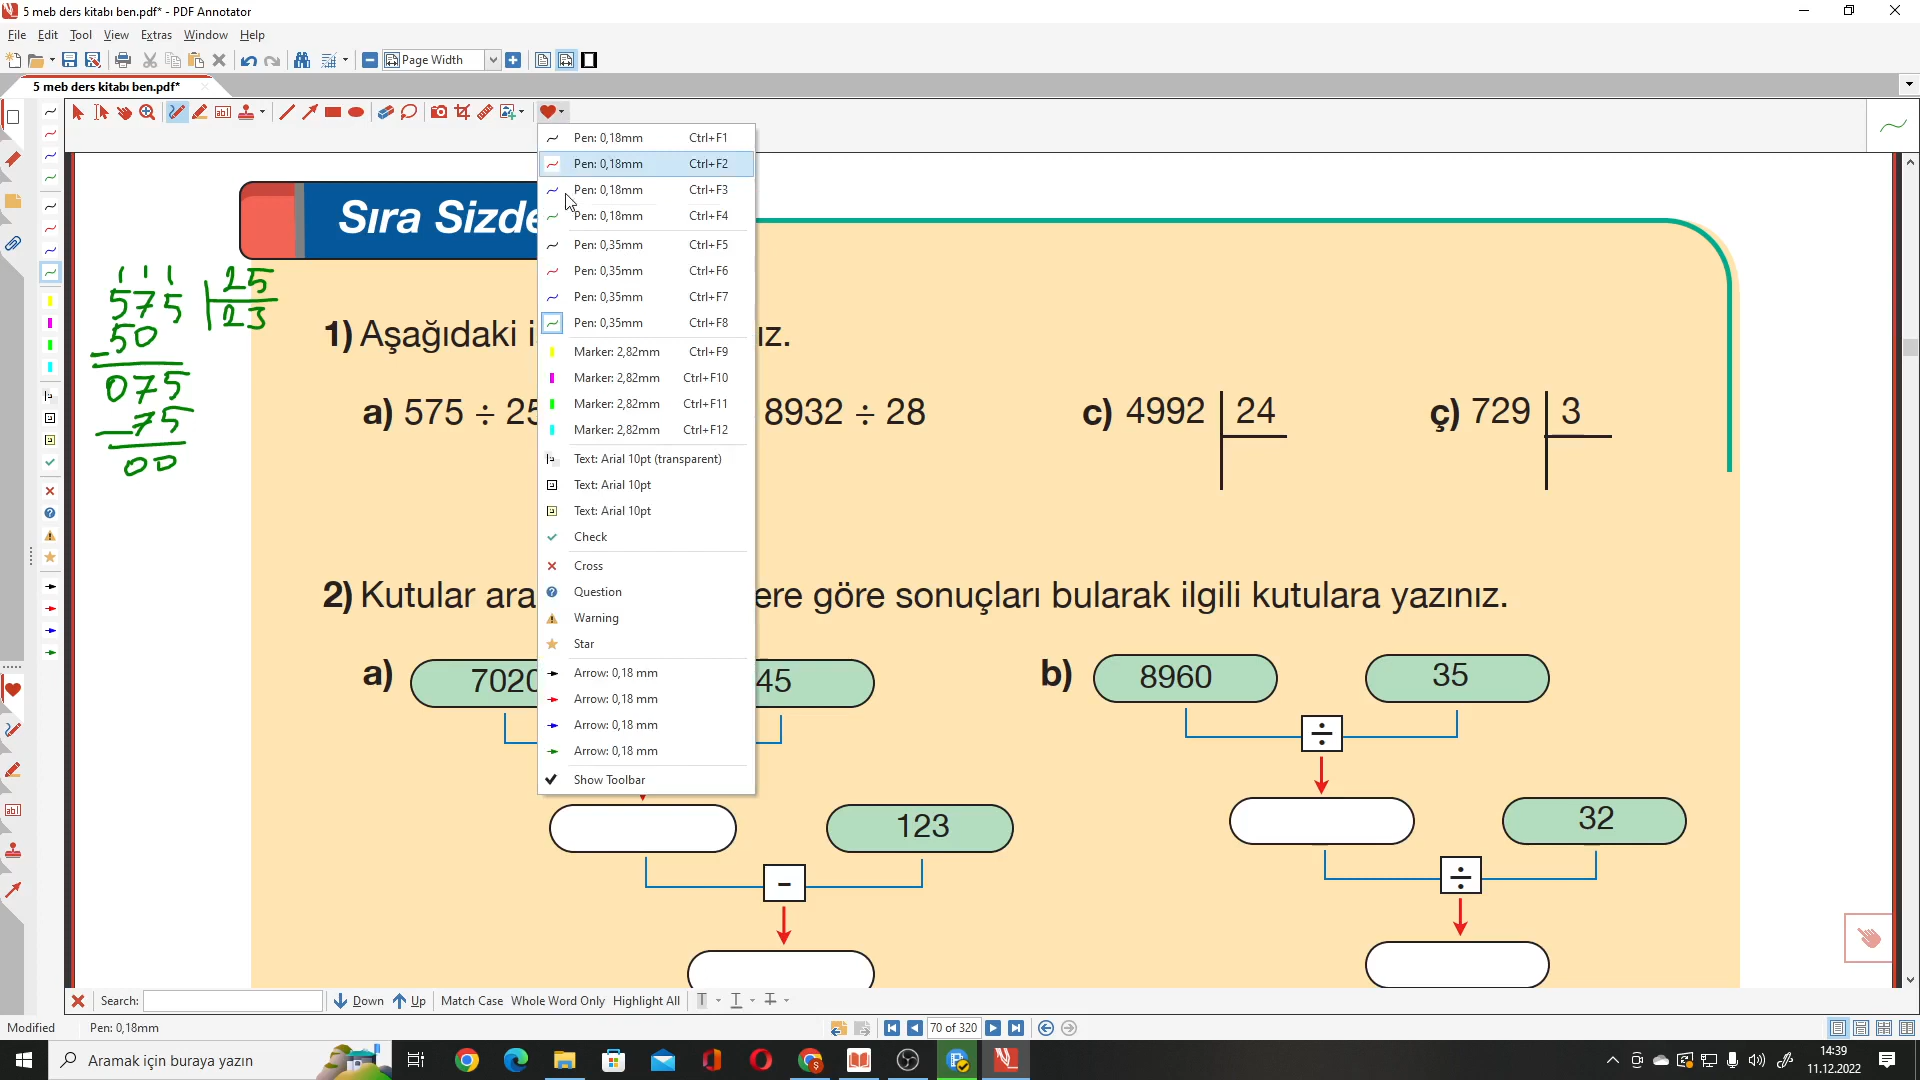 5 meb ders kitabı ben.pdf* - PDF Annotator
File Edit Tool View Extras Window Help
Page Width
5 meb ders kitabı ben.pdf*
Pen: 0,18mm Ctrl+F1
Pen: 0,18mm Ctrl+F2
Pen: 0,18mm Ctrl+F3
Pen: 0,18mm Ctrl+F4
Pen: 0,35mm Ctrl+F5
Pen: 0,35mm Ctrl+F6
Pen: 0,35mm Ctrl+F7
Pen: 0,35mm Ctrl+F8
Marker: 2,82mm Ctrl+F9
Marker: 2,82mm Ctrl+F10
Marker: 2,82mm Ctrl+F11
Marker: 2,82mm Ctrl+F12
Text: Arial 10pt (transparent)
Text: Arial 10pt
Text: Arial 10pt
Check
Cross
Question
Warning
Star
Arrow: 0,18 mm
Arrow: 0,18 mm
Arrow: 0,18 mm
Arrow: 0,18 mm
Show Toolbar
Sıra Sizde
1 1 1
575 25
50 23
075
75
00
1) Aşağıdaki i ız.
a) 575 ÷ 25 8932 ÷ 28 c) 4992 24 ç) 729 3
2) Kutular ara ere göre sonuçları bularak ilgili kutulara yazınız.
a) 7020 45 b) 8960 35
÷
123 32
- ÷
Search: Down Up Match Case Whole Word Only Highlight All
Modified Pen: 0,18mm 70 of 320
Aramak için buraya yazın
14:39
11.12.2022